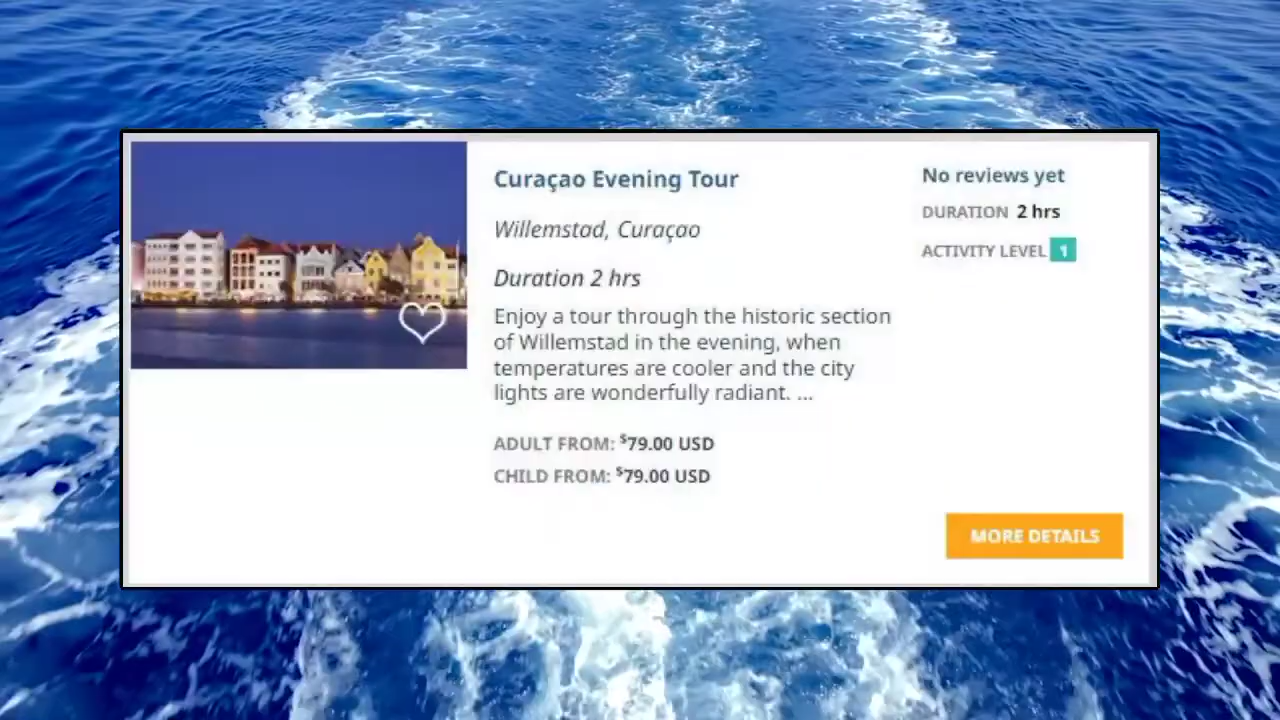 Curaçao Evening Tour
Willemstad, Curaçao
Duration 2 hrs
Enjoy a tour through the historic section
of Willemstad in the evening, when
temperatures are cooler and the city
lights are wonderfully radiant. ...
ADULT FROM: $79.00 USD
CHILD FROM: $79.00 USD
No reviews yet
DURATION 2 hrs
ACTIVITY LEVEL 1
MORE DETAILS